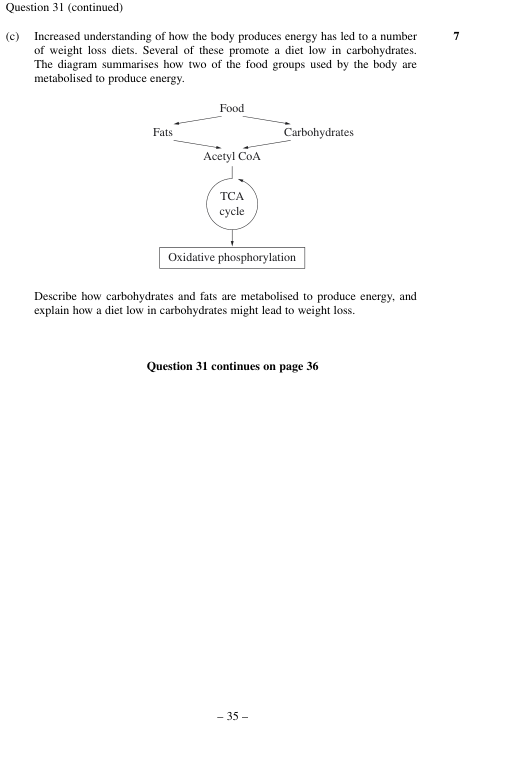 Question 31 (continued)
(c) Increased understanding of how the body produces energy has led to a number 7
of weight loss diets. Several of these promote a diet low in carbohydrates.
The diagram summarises how two of the food groups used by the body are
metabolised to produce energy.
Food
Fats Carbohydrates
Acetyl CoA
TCA
cycle
Oxidative phosphorylation
Describe how carbohydrates and fats are metabolised to produce energy, and
explain how a diet low in carbohydrates might lead to weight loss.
Question 31 continues on page 36
– 35 –